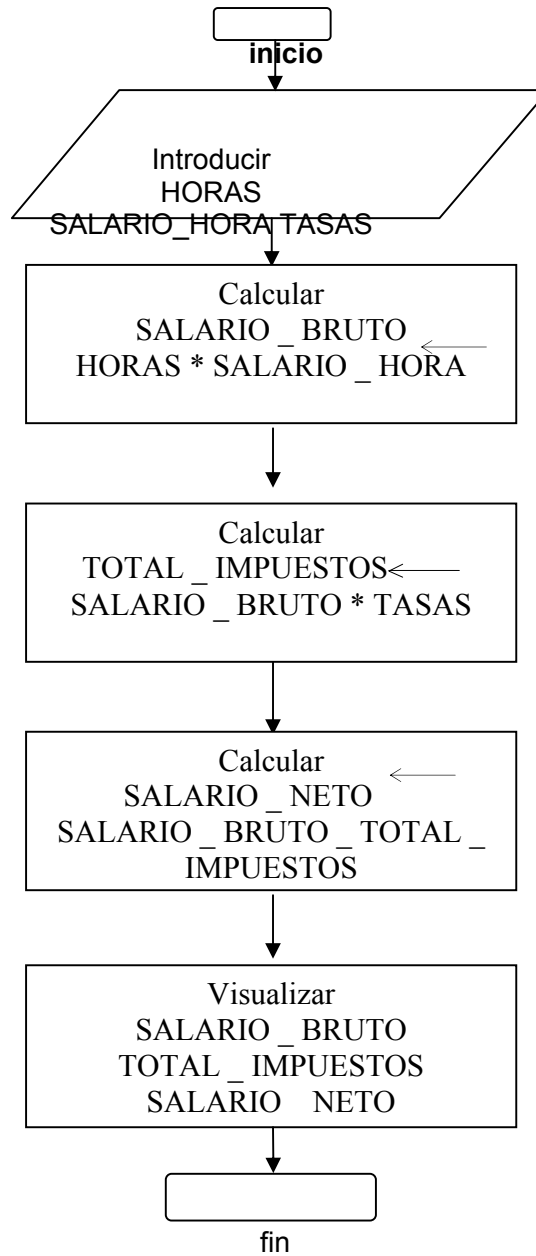 inicio
Introducir
HORAS
SALARIO_HORA TASAS
Calcular
SALARIO _ BRUTO
HORAS * SALARIO _ HORA
Calcular
TOTAL _ IMPUESTOS
SALARIO _ BRUTO * TASAS
Calcular
SALARIO _ NETO
SALARIO _ BRUTO _ TOTAL _
IMPUESTOS
Visualizar
SALARIO _ BRUTO
TOTAL _ IMPUESTOS
SALARIO NETO
fin